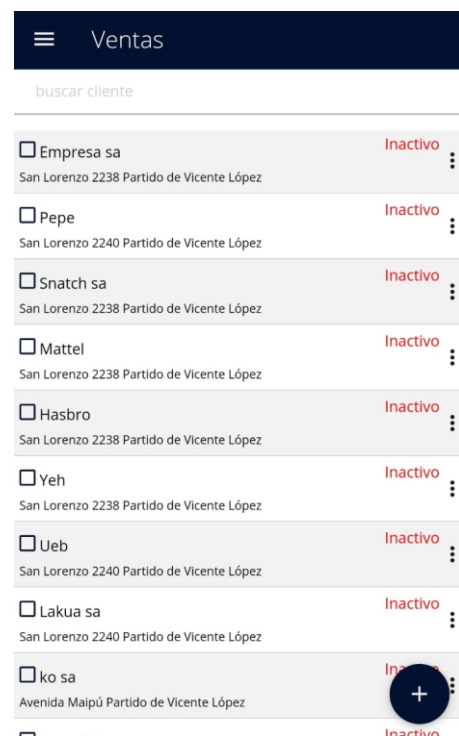 Ventas
buscar cliente
Empresa sa
Inactivo
San Lorenzo 2238 Partido de Vicente López
Pepe
Inactivo
San Lorenzo 2240 Partido de Vicente López
Snatch sa
Inactivo
San Lorenzo 2238 Partido de Vicente López
Mattel
Inactivo
San Lorenzo 2238 Partido de Vicente López
Hasbro
Inactivo
San Lorenzo 2238 Partido de Vicente López
Yeh
Inactivo
San Lorenzo 2238 Partido de Vicente López
Ueb
Inactivo
San Lorenzo 2240 Partido de Vicente López
Lakua sa
Inactivo
San Lorenzo 2240 Partido de Vicente López
ko sa
Avenida Maipú Partido de Vicente López
Inactivo